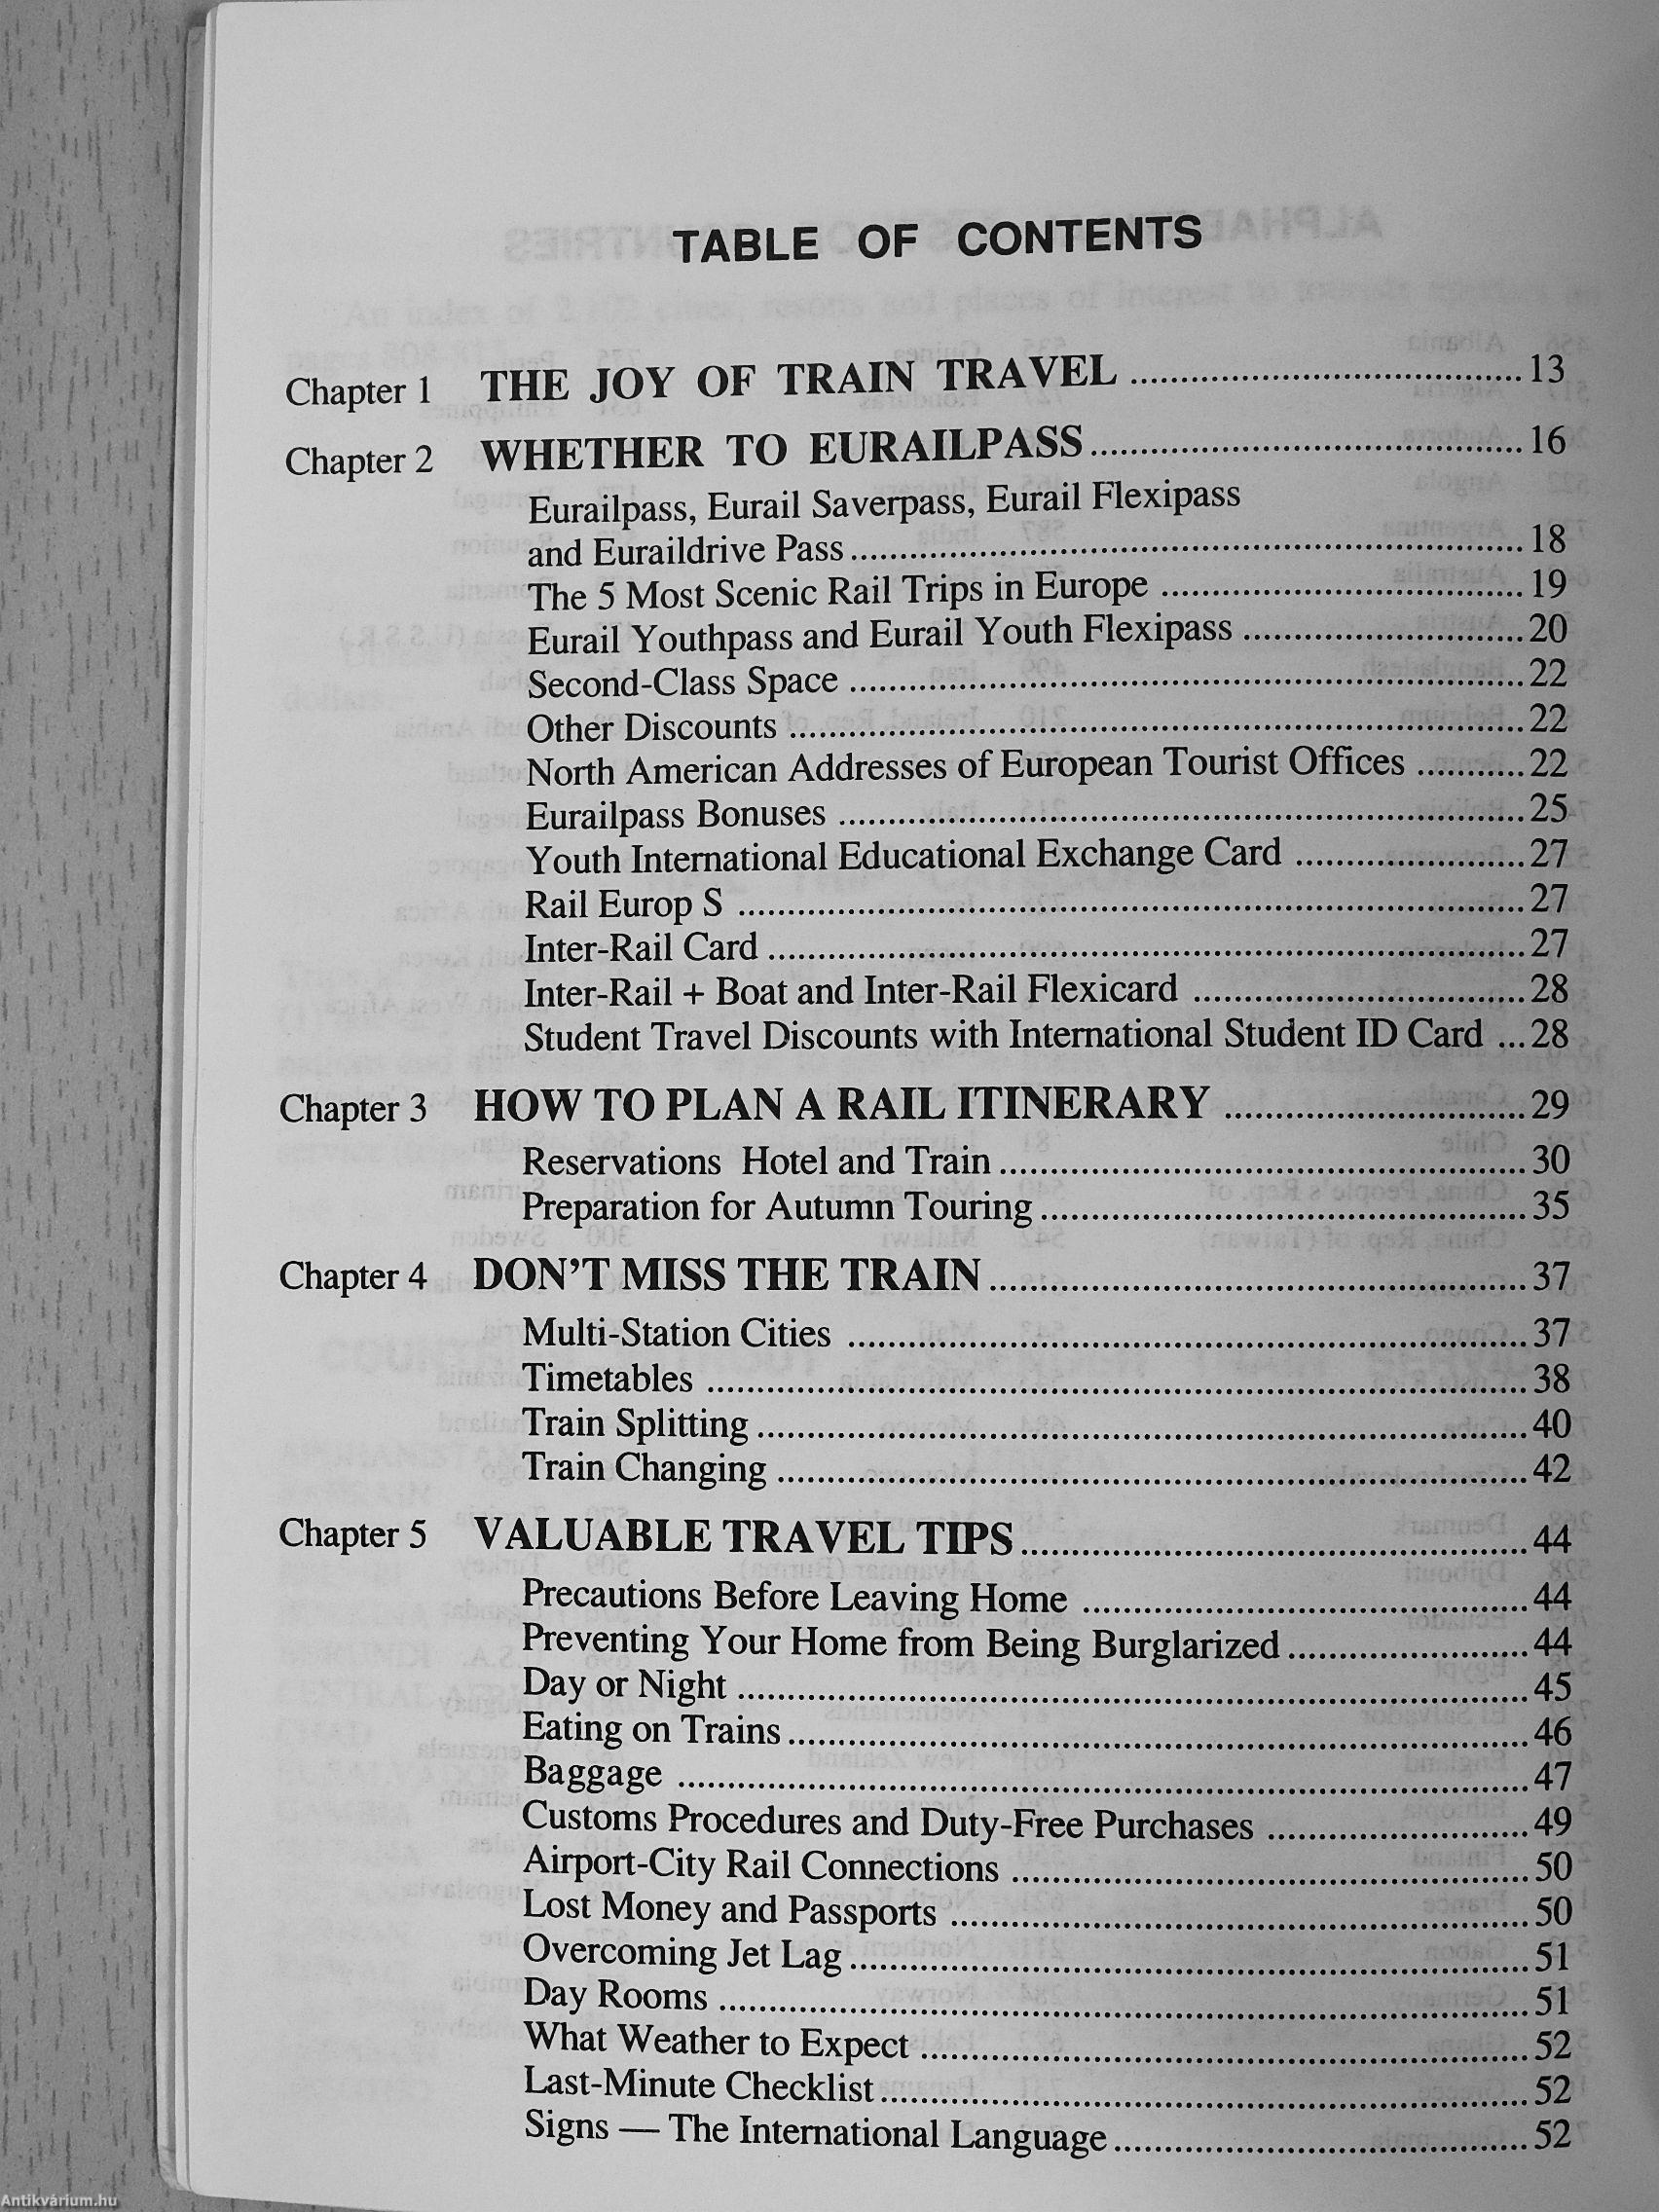 TABLE OF CONTENTS
Chapter 1 THE JOY OF TRAIN TRAVEL ........................................13
Chapter 2 WHETHER TO EURAILPASS............................................16
Eurailpass, Eurail Saverpass, Eurail Flexipass
and Euraildrive Pass....................................................................18
The 5 Most Scenic Rail Trips in Europe .....................................19
Eurail Youthpass and Eurail Youth Flexipass ............................20
Second-Class Space ....................................................................22
Other Discounts ..........................................................................22
North American Addresses of European Tourist Offices ...........22
Eurailpass Bonuses .....................................................................25
Youth International Educational Exchange Card .......................27
Rail Europ S ...............................................................................27
Inter-Rail Card ............................................................................27
Inter-Rail + Boat and Inter-Rail Flexicard .................................28
Student Travel Discounts with International Student ID Card ...28
Chapter 3 HOW TO PLAN A RAIL ITINERARY ..............................29
Reservations Hotel and Train.....................................................30
Preparation for Autumn Touring.................................................35
Chapter 4 DON'T MISS THE TRAIN......................................................37
Multi-Station Cities ....................................................................37
Timetables ..................................................................................38
Train Splitting.............................................................................40
Train Changing ...........................................................................42
Chapter 5 VALUABLE TRAVEL TIPS...................................................44
Precautions Before Leaving Home .............................................44
Preventing Your Home from Being Burglarized........................44
Day or Night ...............................................................................45
Eating on Trains..........................................................................46
Baggage .....................................................................................47
Customs Procedures and Duty-Free Purchases ..........................49
Airport-City Rail Connections ....................................................50
Lost Money and Passports ..........................................................50
Overcoming Jet Lag....................................................................51
Day Rooms .................................................................................51
What Weather to Expect .............................................................52
Last-Minute Checklist.................................................................52
Signs — The International Language..........................................52
Antikvárium.hu